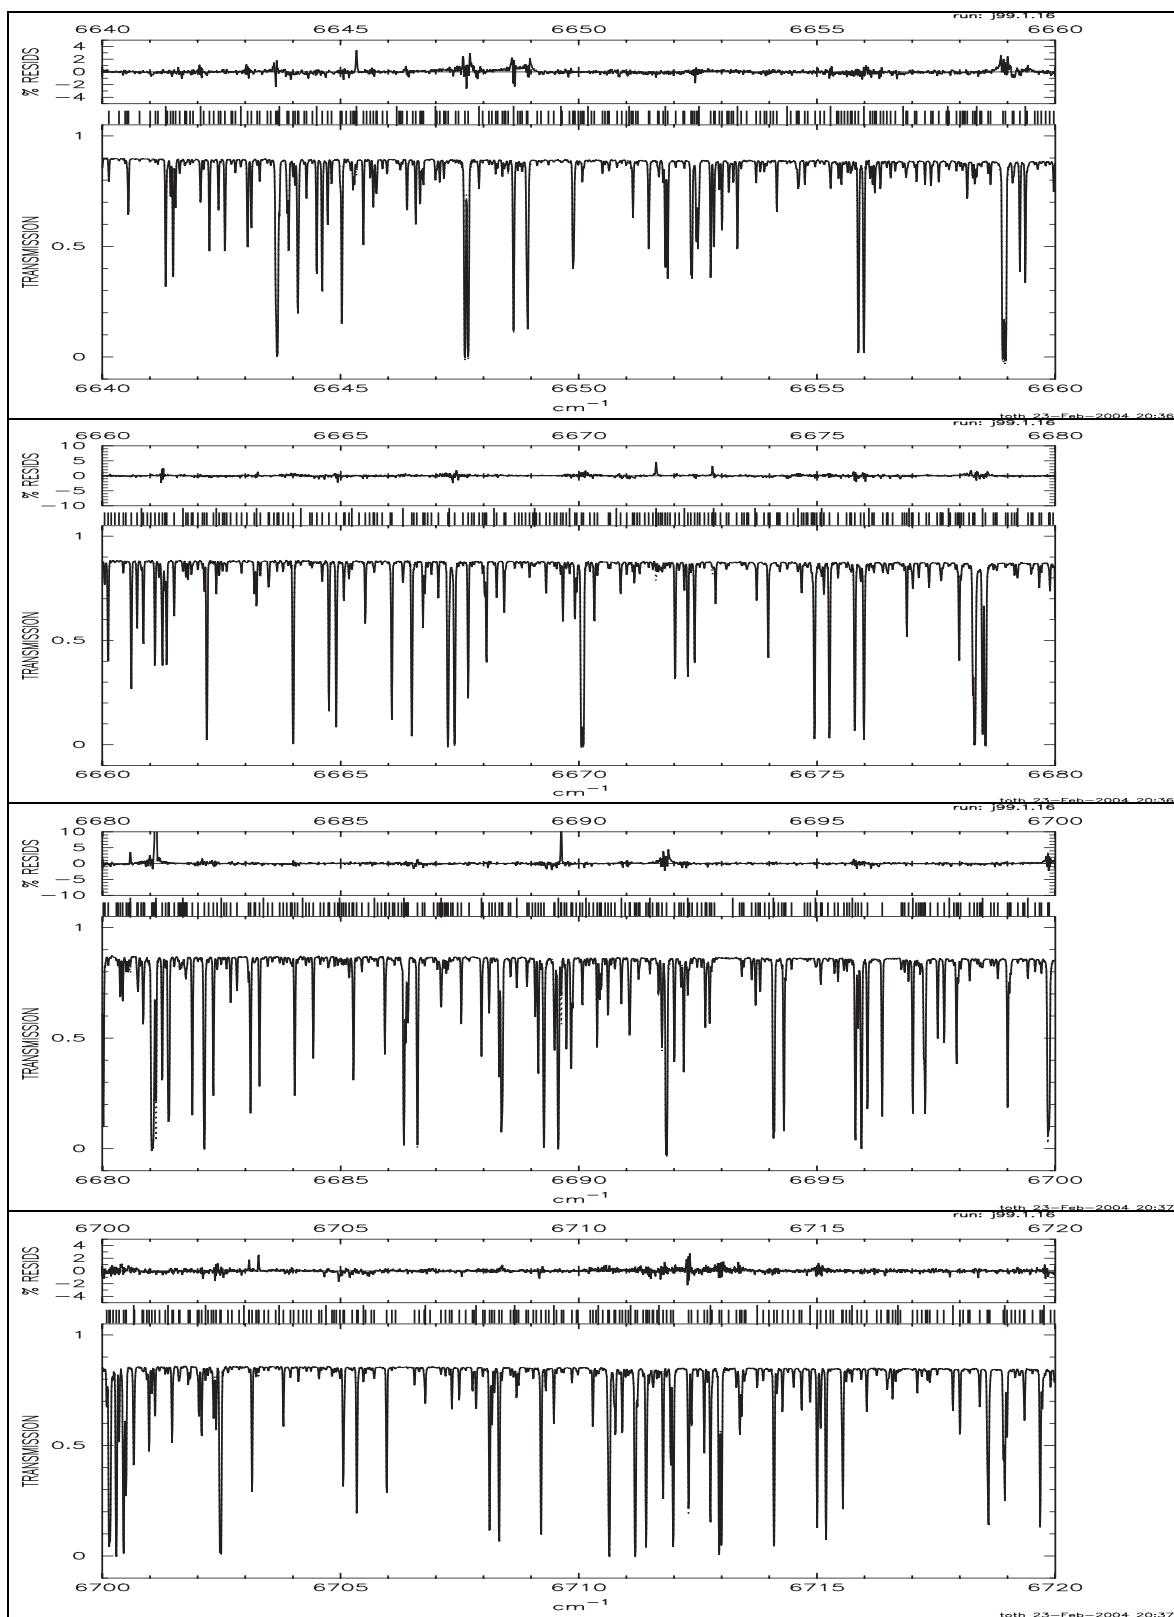 run: j99.1.16
6640 6645 6650 6655 6660
4
2
0
−2
−4
% RESIDS
1
0.5
0
TRANSMISSION
6640 6645 6650 6655 6660
cm−1
toth 23−Feb−2004 20:36
run: j99.1.16
6660 6665 6670 6675 6680
10
5
0
−5
−10
% RESIDS
1
0.5
0
TRANSMISSION
6660 6665 6670 6675 6680
cm−1
toth 23−Feb−2004 20:36
run: j99.1.16
6680 6685 6690 6695 6700
10
5
0
−5
−10
% RESIDS
1
0.5
0
TRANSMISSION
6680 6685 6690 6695 6700
cm−1
toth 23−Feb−2004 20:37
run: j99.1.16
6700 6705 6710 6715 6720
4
2
0
−2
−4
% RESIDS
1
0.5
0
TRANSMISSION
6700 6705 6710 6715 6720
cm−1
toth 23−Feb−2004 20:37